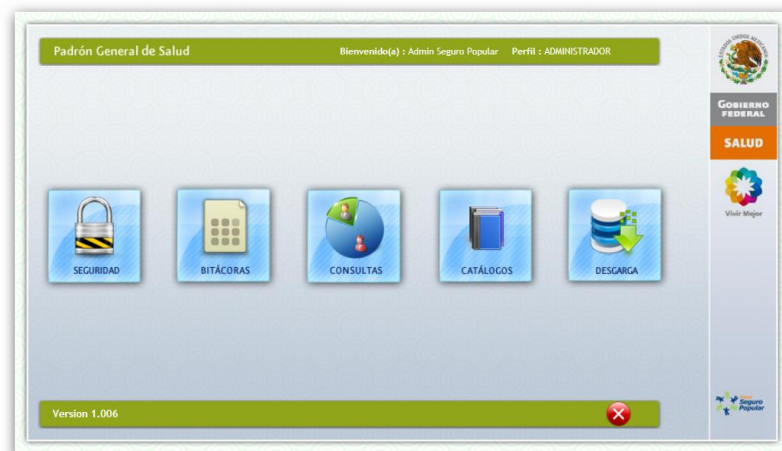 Padrón General de Salud
Bienvenido(a) : Admin Seguro Popular Perfil : ADMINISTRADOR
GOBIERNO
FEDERAL
SALUD
Vivir Mejor
SEGURIDAD
BITÁCORAS
CONSULTAS
CATÁLOGOS
DESCARGA
Seguro
Popular
Version 1.006